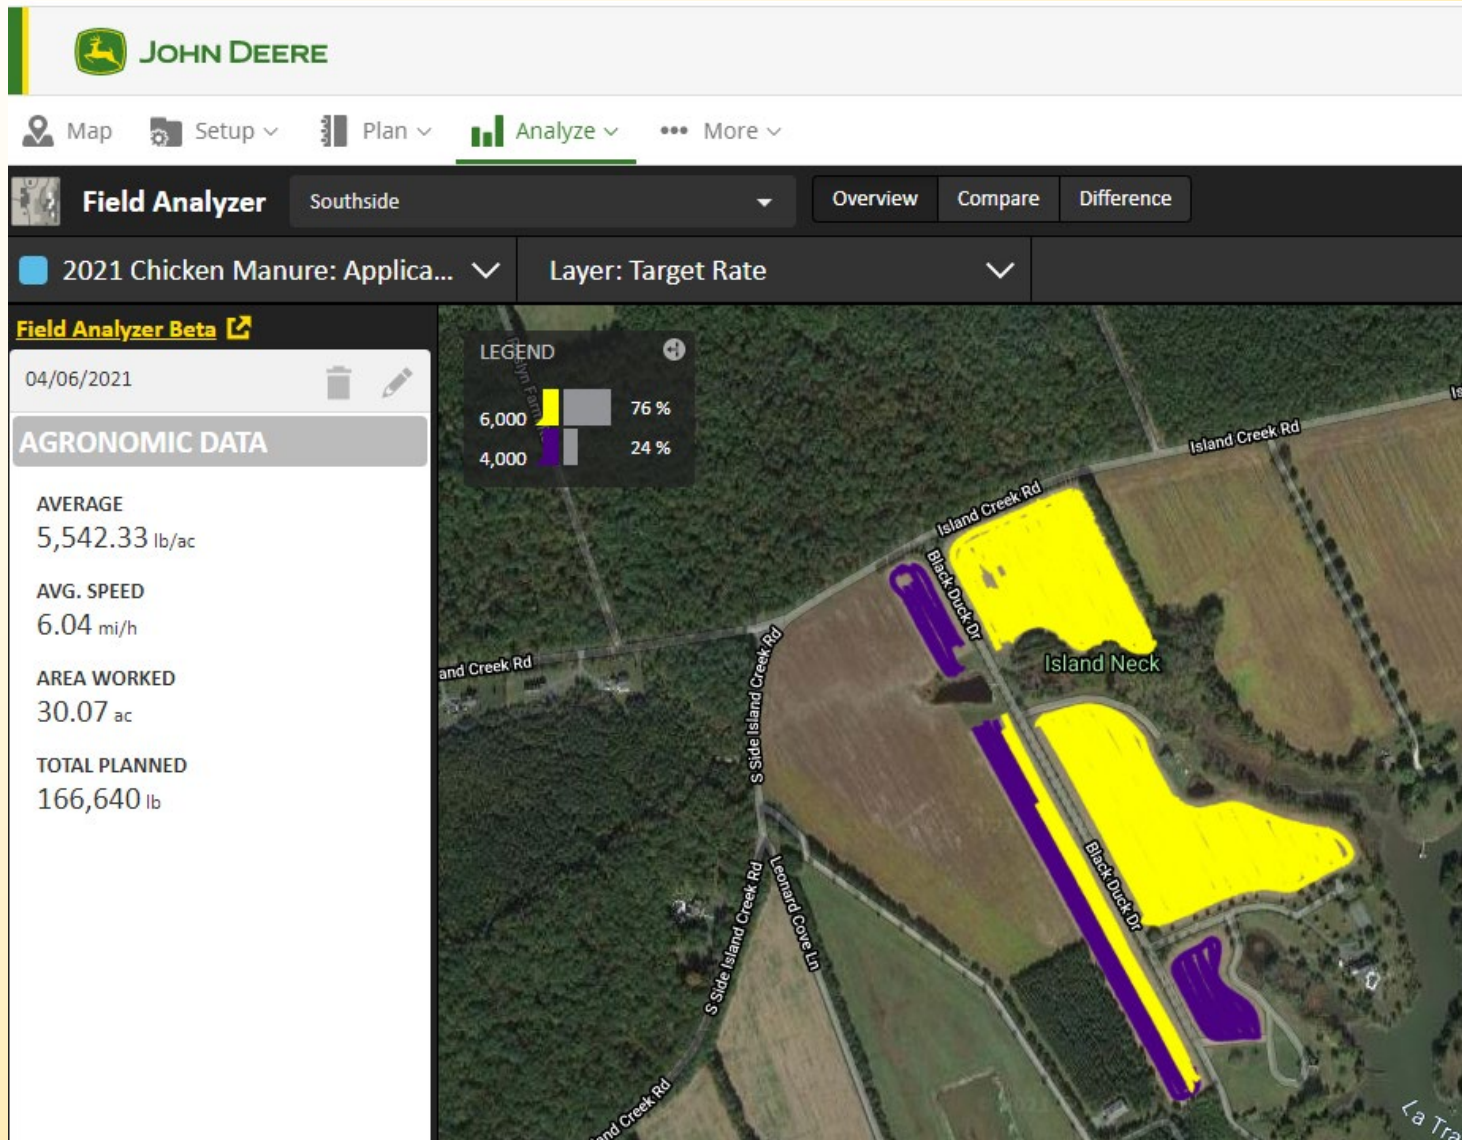 JOHN DEERE
Map
Setup
Plan
Analyze
More
Field Analyzer
Southside
Overview
Compare
Difference
2021 Chicken Manure: Applica...
Layer: Target Rate
Field Analyzer Beta
04/06/2021
AGRONOMIC DATA
AVERAGE
5,542.33 lb/ac
AVG. SPEED
6.04 mi/h
AREA WORKED
30.07 ac
TOTAL PLANNED
166,640 lb
LEGEND
6,000
76 %
4,000
24 %
Island Creek Rd
Island Creek Rd
Black Duck Dr
Island Neck
and Creek Rd
S Side Island Creek Rd
Black Duck Dr
Leonard Cove Ln
S Side Island Creek Rd
and Creek Rd
La Tra